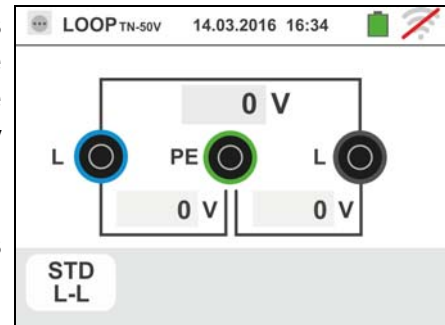 LOOP TN-50V 14.03.2016 16:34
0 V
L PE L
0 V 0 V
STD
L-L